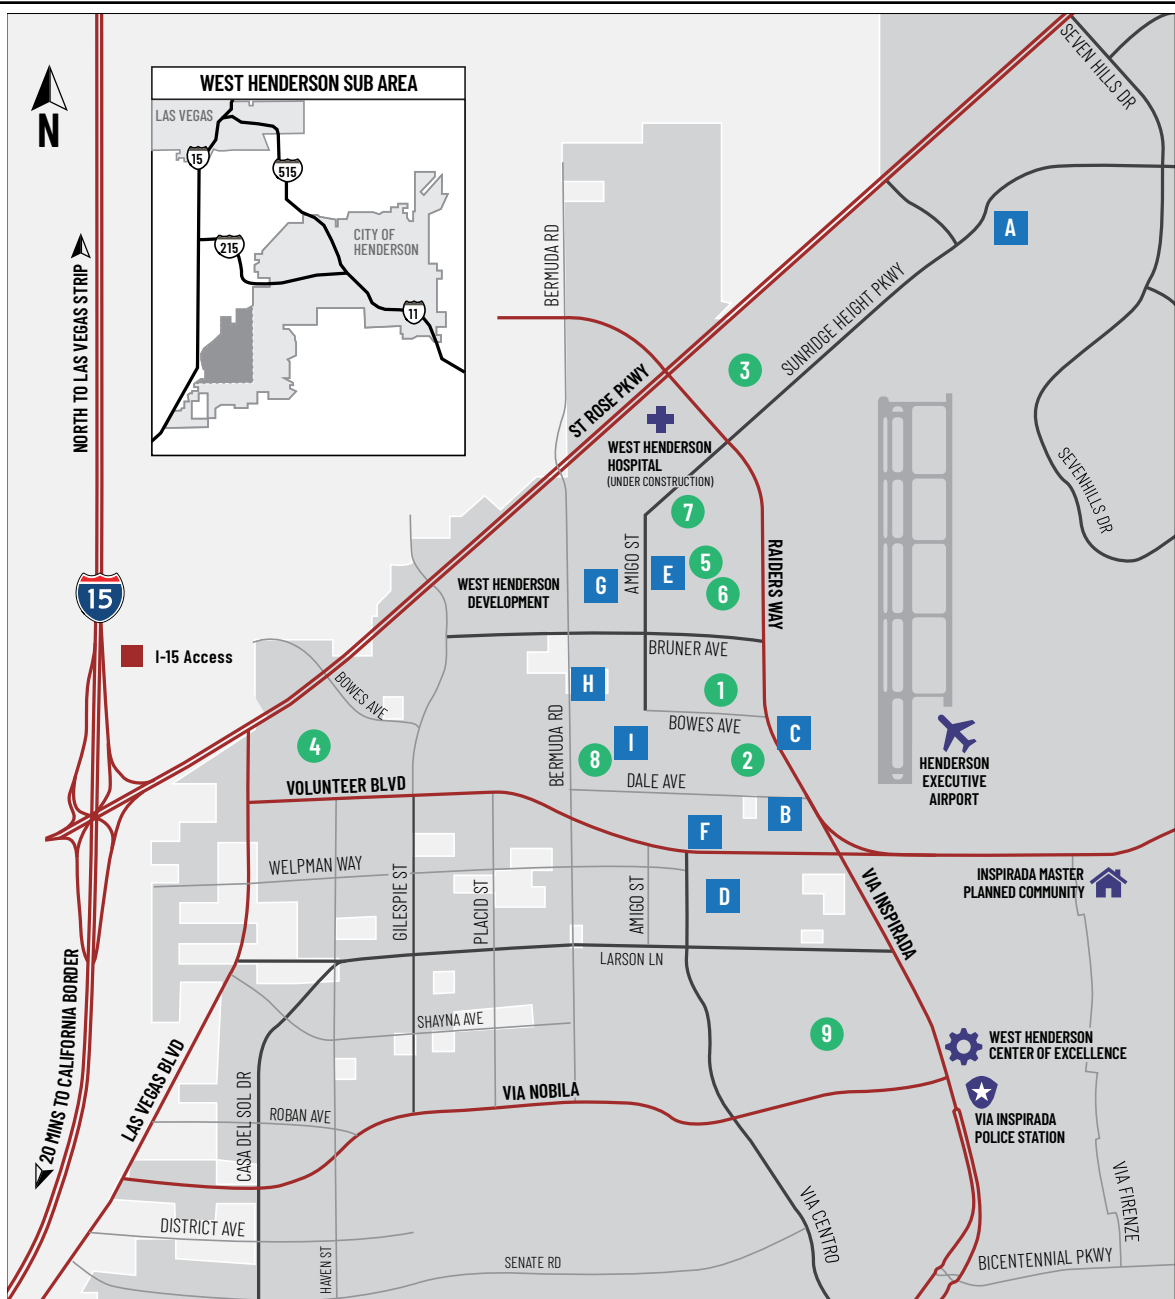 WEST HENDERSON SUB AREA
LAS VEGAS
15
515
215
CITY OF
HENDERSON
11
N
NORTH TO LAS VEGAS STRIP
SEVEN HILLS DR
A
BERMUDA RD
SUNRIDGE HEIGHT PKWY
3
ST ROSE PKWY
WEST HENDERSON
HOSPITAL
(UNDER CONSTRUCTION)
SEVENHILLS DR
7
AMIGO ST
RAIDERS WAY
5
E
G
6
WEST HENDERSON
DEVELOPMENT
15
I-15 Access
BRUNER AVE
H
1
BOWES AVE
BOWES AVE
BERMUDA RD
C
4
I
8
2
HENDERSON
EXECUTIVE
AIRPORT
VOLUNTEER BLVD
DALE AVE
B
F
WELPMAN WAY
GILESPIE ST
PLACID ST
AMIGO ST
D
VIA INSPIRADA
INSPIRADA MASTER
PLANNED COMMUNITY
LARSON LN
20 MINS TO CALIFORNIA BORDER
SHAYNA AVE
9
WEST HENDERSON
CENTER OF EXCELLENCE
LAS VEGAS BLVD
CASA DEL SOL DR
VIA NOBILA
ROBAN AVE
VIA INSPIRADA
POLICE STATION
VIA CENTRO
VIA FIRENZE
DISTRICT AVE
HAVEN ST
SENATE RD
BICENTENNIAL PKWY